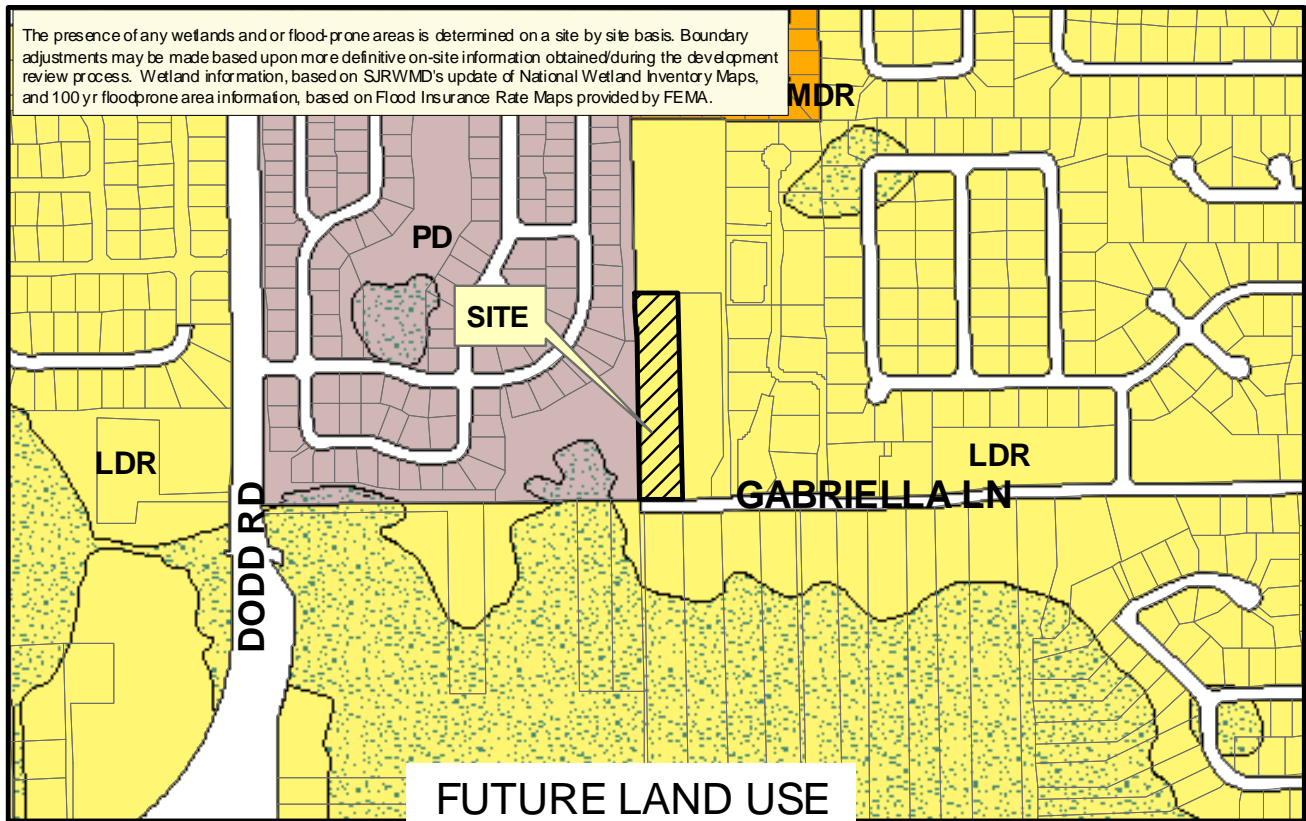 The presence of any wetlands and or flood-prone areas is determined on a site by site basis. Boundary
adjustments may be made based upon more definitive on-site information obtained/during the development
review process. Wetland information, based on SJRWMD's update of National Wetland Inventory Maps,
and 100 yr floodprone area information, based on Flood Insurance Rate Maps provided by FEMA.
MDR
PD
SITE
LDR
LDR
GABRIELLA LN
DODD RD
FUTURE LAND USE